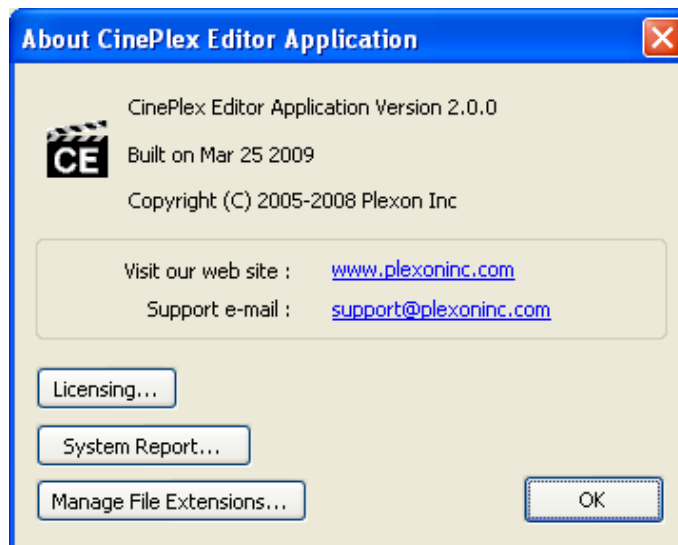 About CinePlex Editor Application
CinePlex Editor Application Version 2.0.0
CE
Built on Mar 25 2009
Copyright (C) 2005-2008 Plexon Inc
Visit our web site : www.plexoninc.com
Support e-mail : support@plexoninc.com
Licensing...
System Report...
Manage File Extensions...
OK